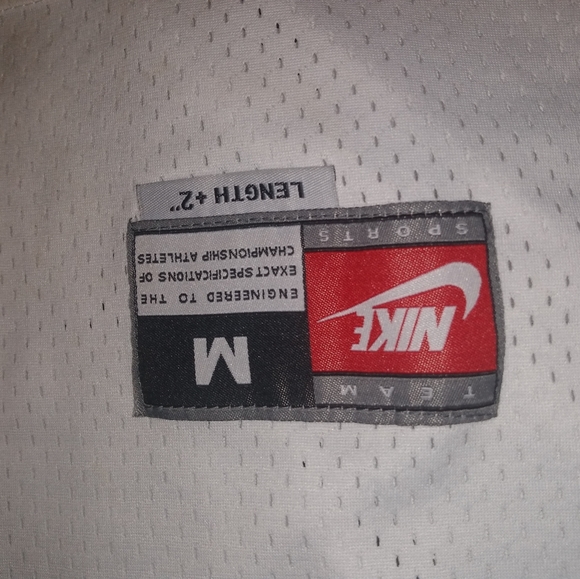 TEAM
NIKE
SPORTS
M
ENGINEERED TO THE
EXACT SPECIFICATIONS OF
CHAMPIONSHIP ATHLETES
LENGTH +2"